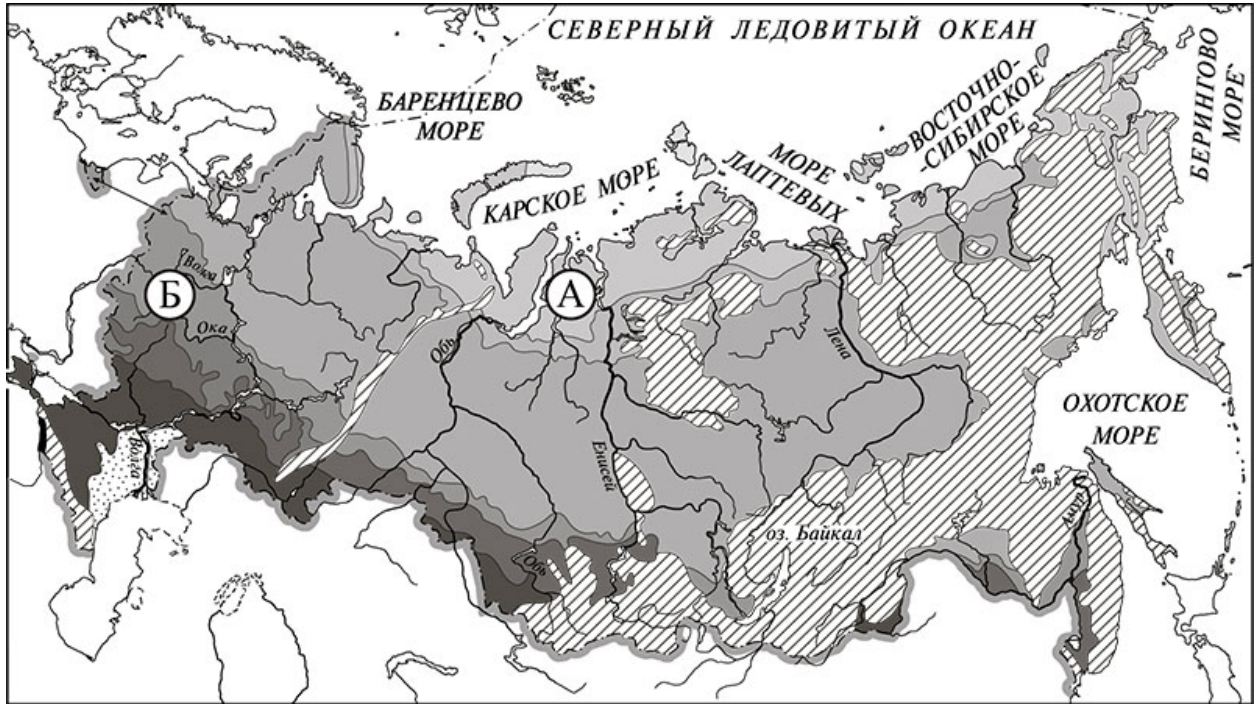 СЕВЕРНЫЙ ЛЕДОВИТЫЙ ОКЕАН
БАРЕНЦЕВО
МОРЕ
КАРСКОЕ МОРЕ
МОРЕ
ЛАПТЕВЫХ
ВОСТОЧНО-
-СИБИРСКОЕ
МОРЕ
БЕРИНГОВО
МОРЕ
ОХОТСКОЕ
МОРЕ
Волга
Б
Ока
А
Обь
Лена
Енисей
Волга
Обь
оз. Байкал
Амур